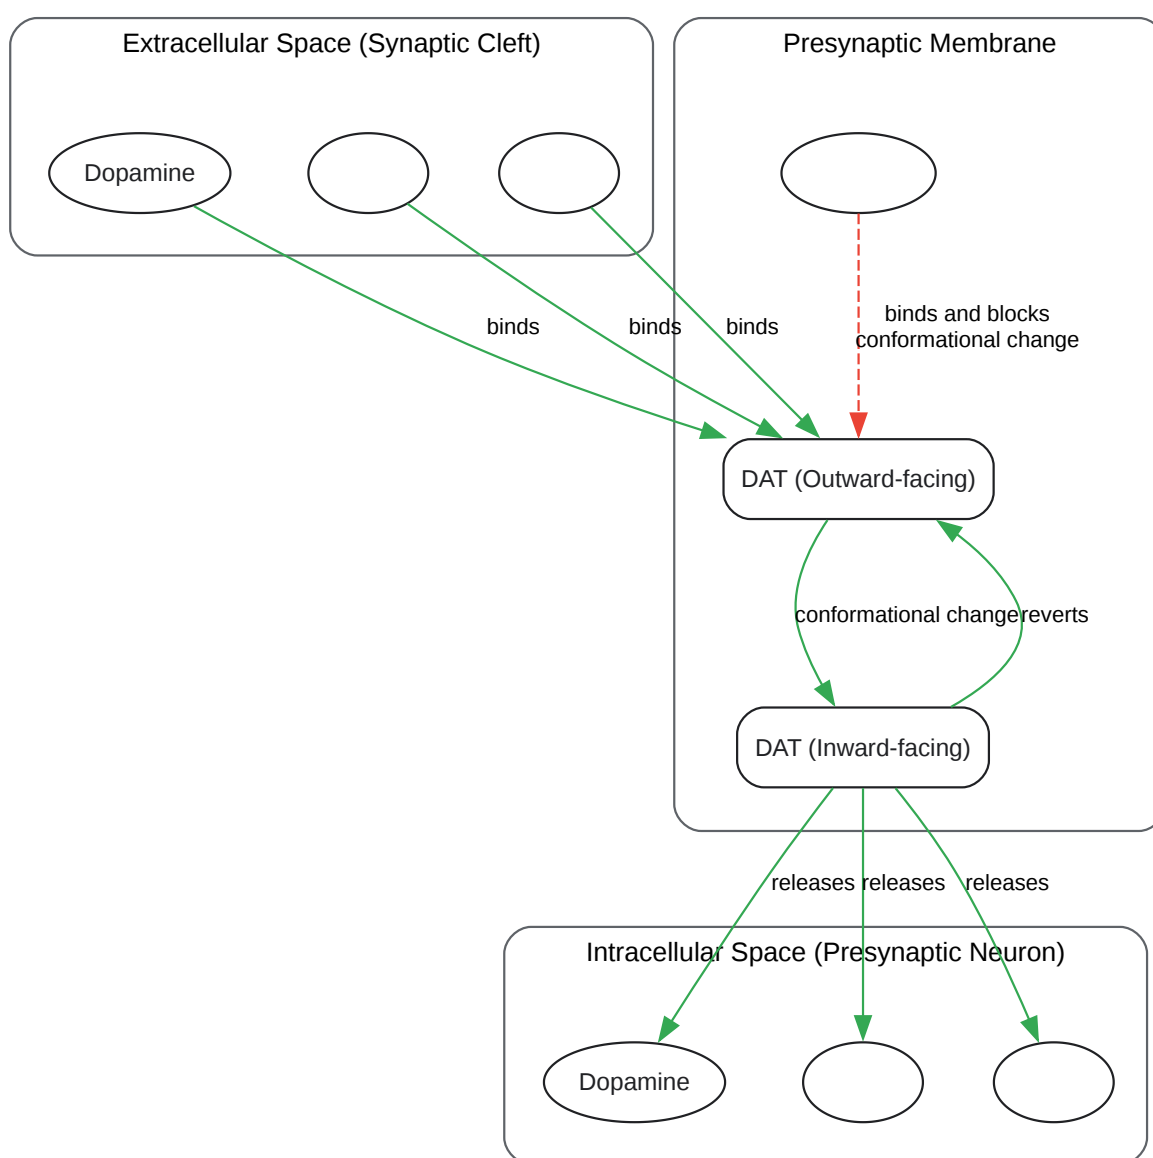 Extracellular Space (Synaptic Cleft)
Presynaptic Membrane
Dopamine
binds
binds
binds
binds and blocks
conformational change
DAT (Outward-facing)
conformational change
reverts
DAT (Inward-facing)
releases
releases
releases
Intracellular Space (Presynaptic Neuron)
Dopamine